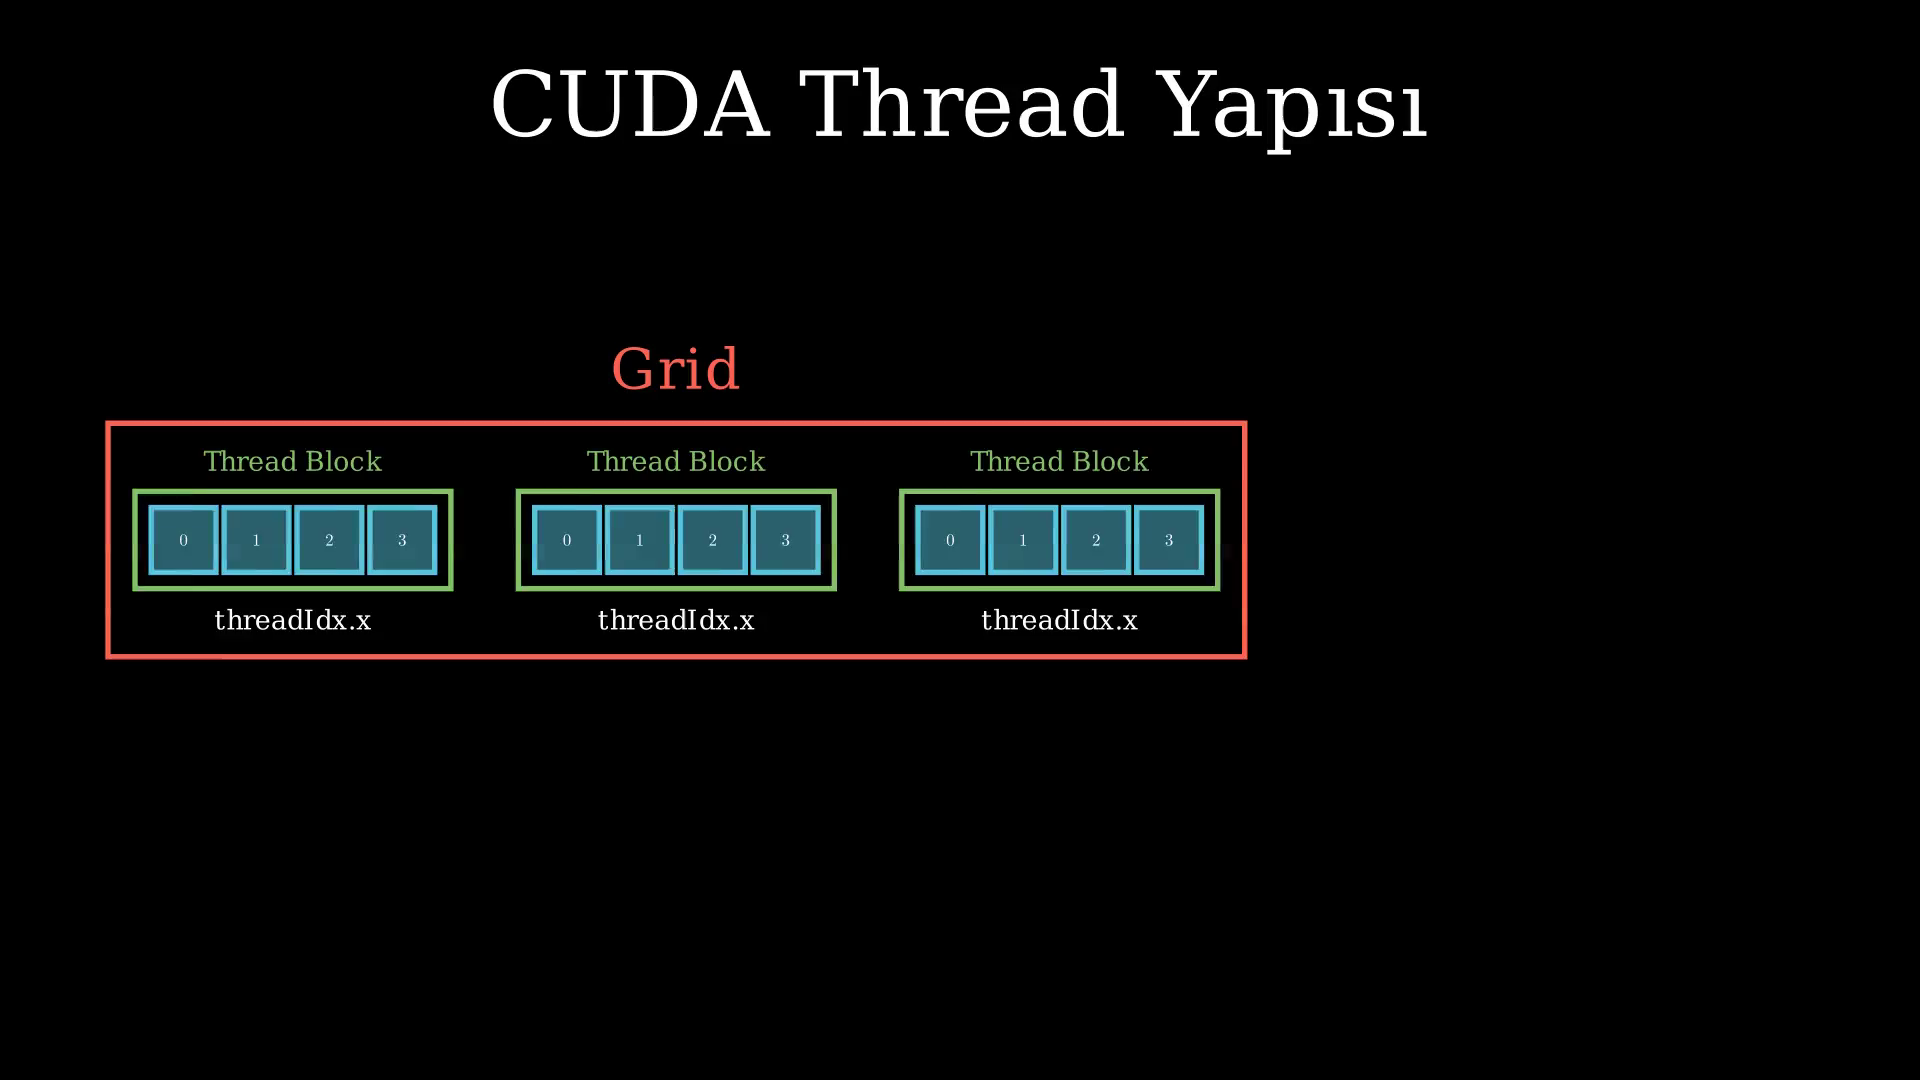 CUDA Thread Yapısı
Grid
Thread Block Thread Block Thread Block
0 1 2 3 0 1 2 3 0 1 2 3
threadIdx.x threadIdx.x threadIdx.x